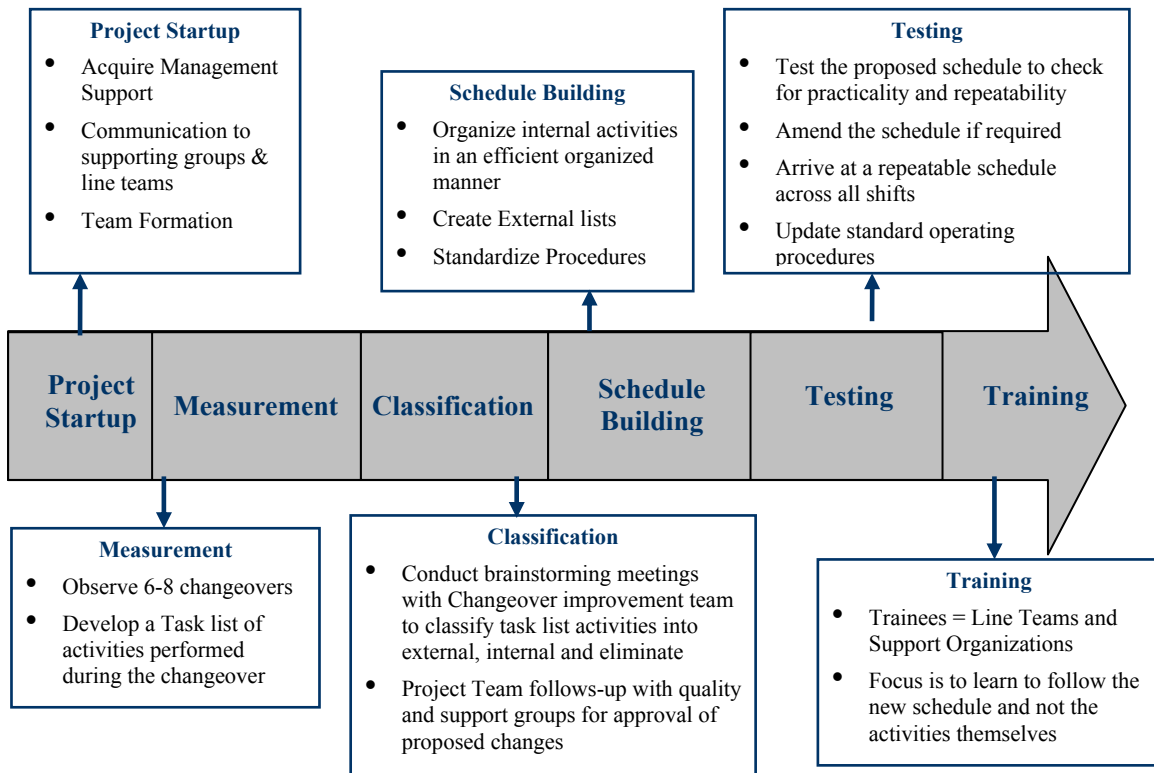 Project Startup
• Acquire Management
Support
• Communication to
supporting groups &
line teams
• Team Formation
Schedule Building
• Organize internal activities
in an efficient organized
manner
• Create External lists
• Standardize Procedures
Testing
• Test the proposed schedule to check
for practicality and repeatability
• Amend the schedule if required
• Arrive at a repeatable schedule
across all shifts
• Update standard operating
procedures
Project
Startup
Measurement
Classification
Schedule
Building
Testing
Training
Measurement
• Observe 6-8 changeovers
• Develop a Task list of
activities performed
during the changeover
Classification
• Conduct brainstorming meetings
with Changeover improvement team
to classify task list activities into
external, internal and eliminate
• Project Team follows-up with quality
and support groups for approval of
proposed changes
Training
• Trainees = Line Teams and
Support Organizations
• Focus is to learn to follow the
new schedule and not the
activities themselves